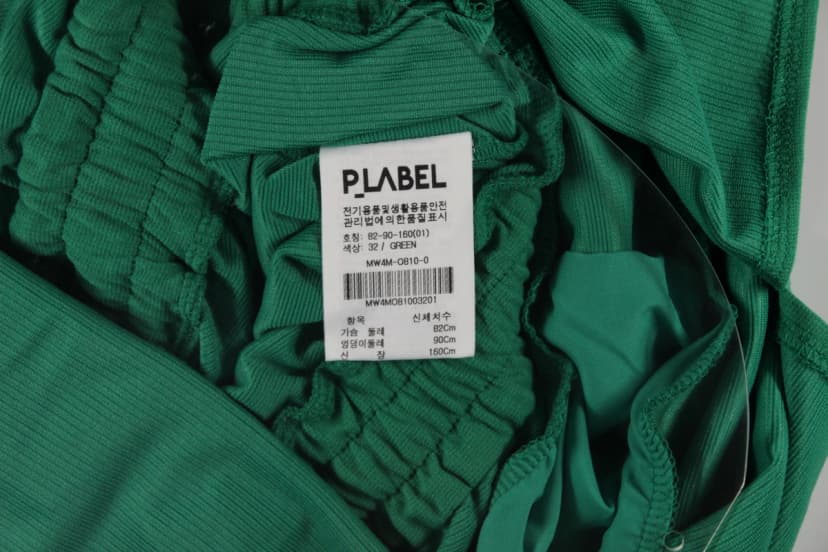 P_LABEL
전기용품및생활용품안전
관리법에의한품질표시
호칭: 82-90-160(01)
색상: 32/ GREEN
MW4M-O810-0
MW4MO81003201
항목 신체치수
가슴 둘레 82Cm
엉덩이둘레 90Cm
신 장 160Cm